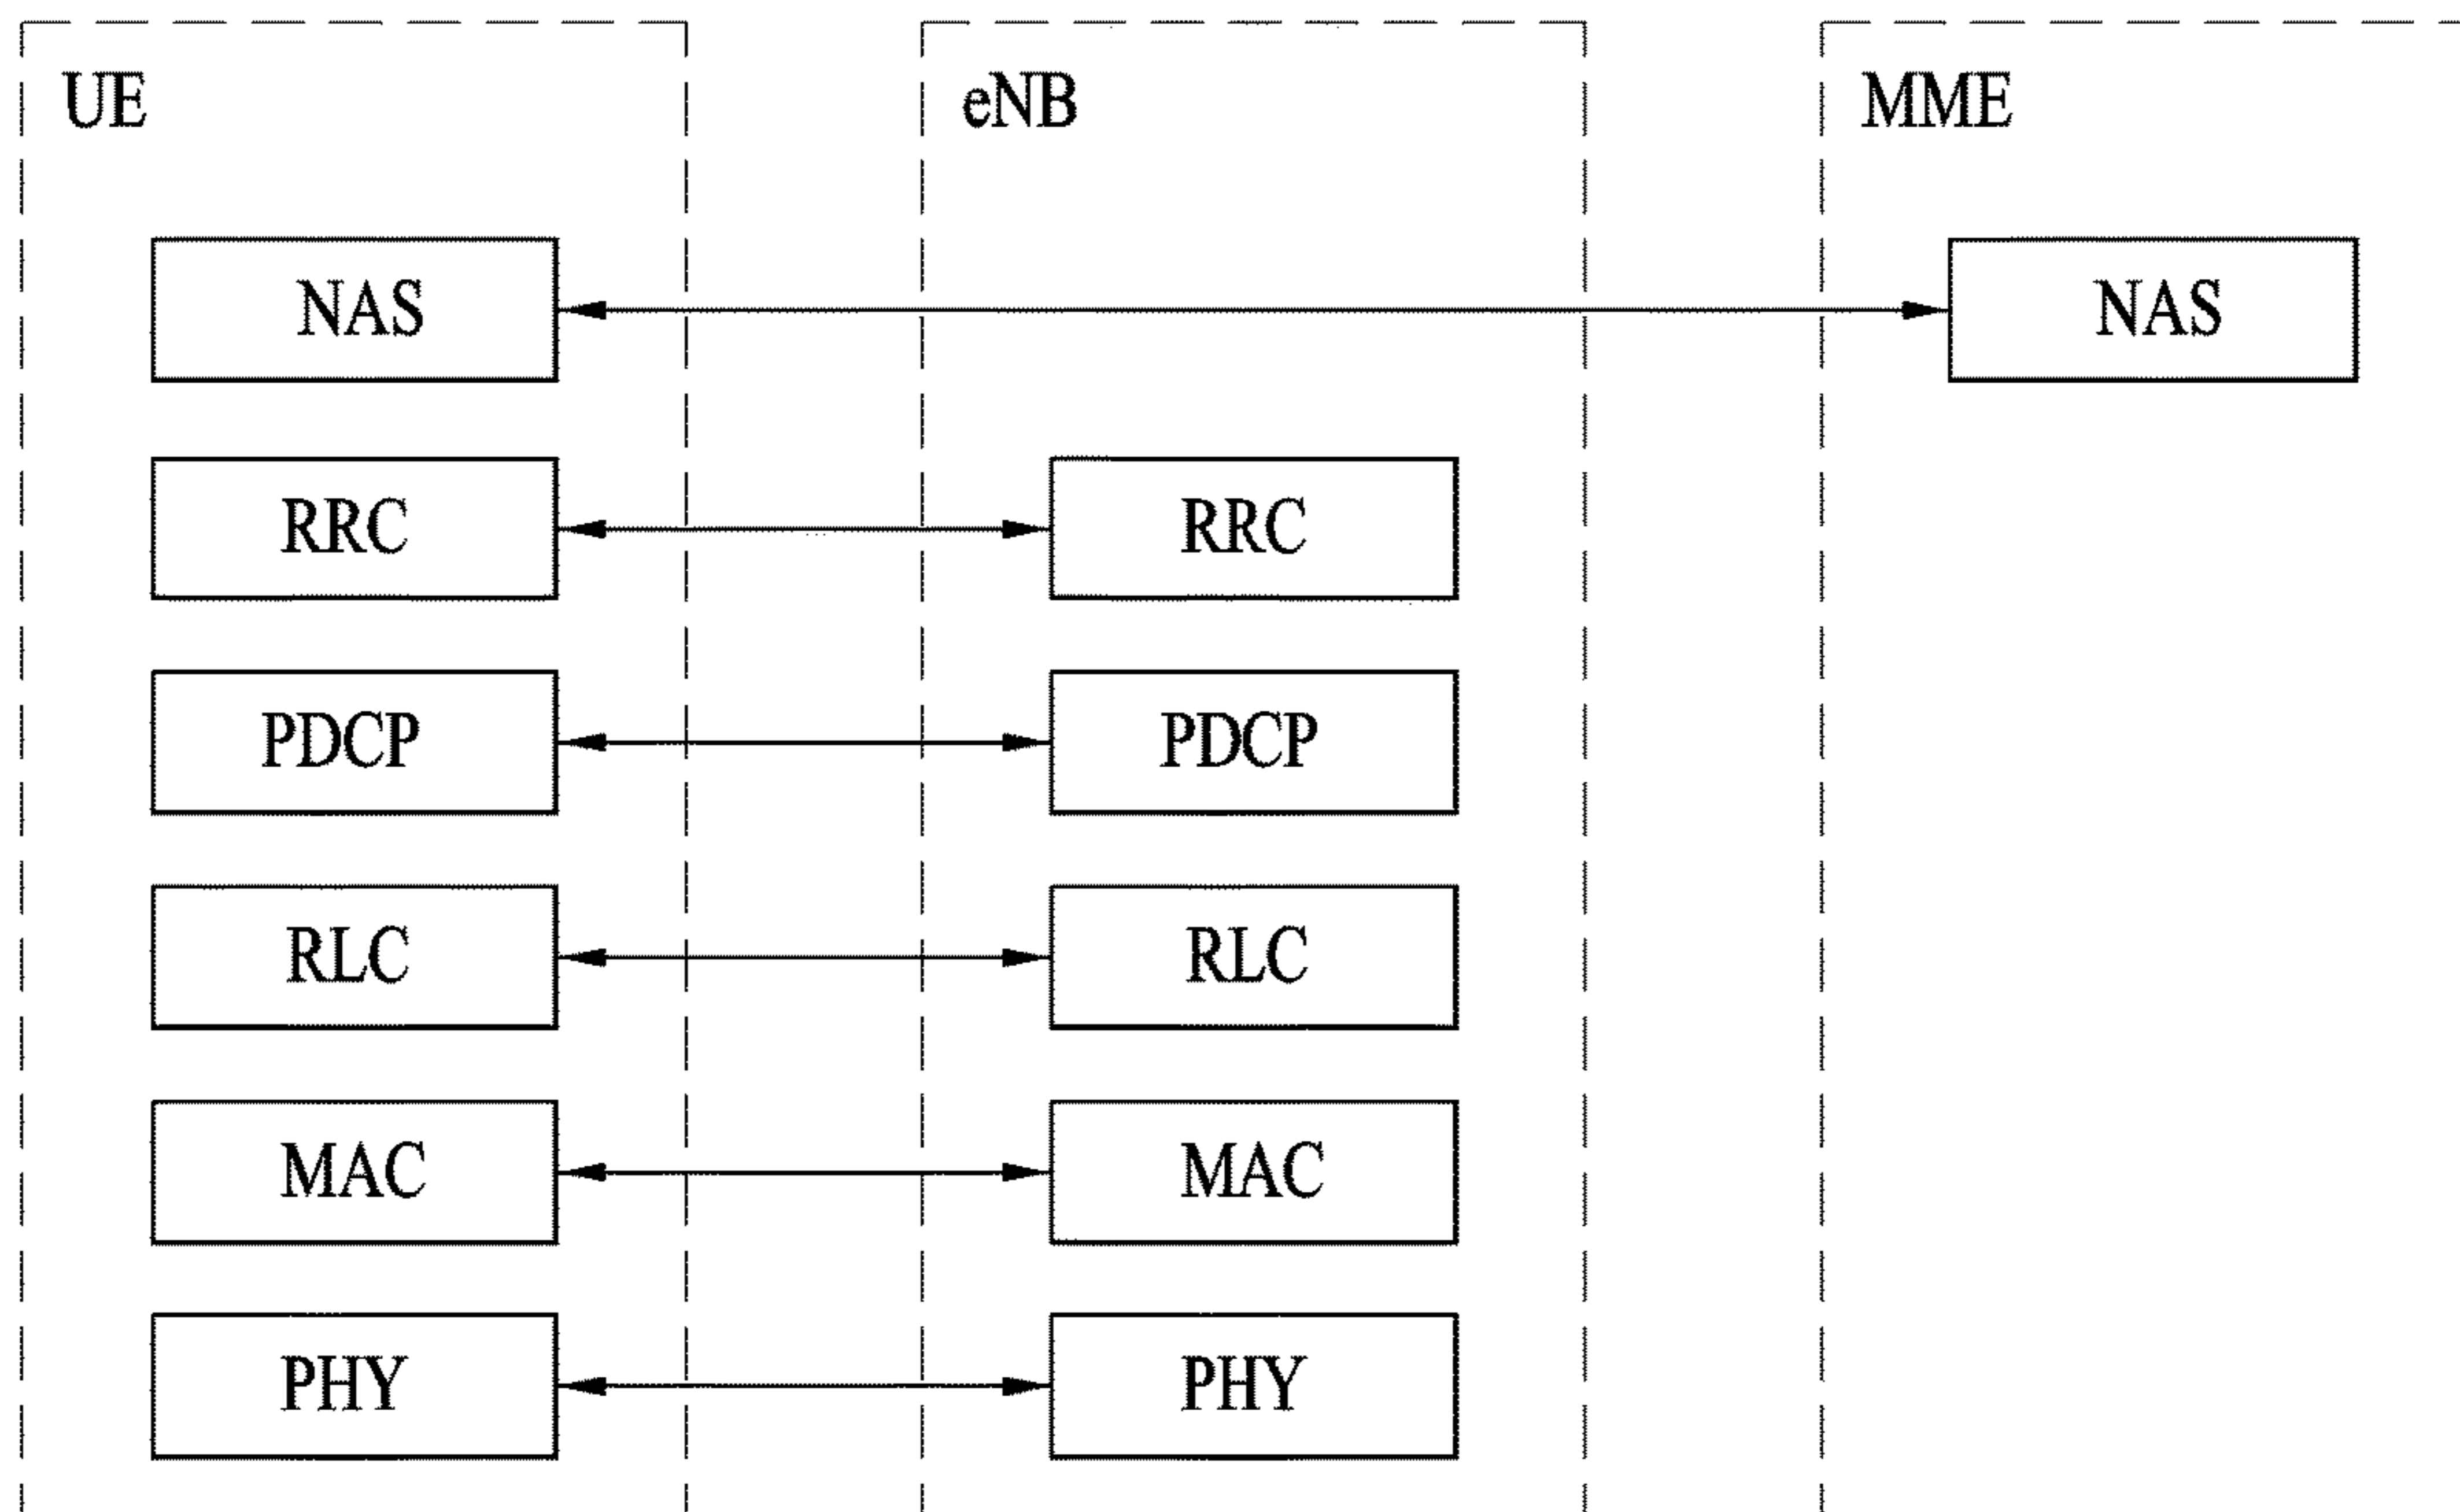 UE eNB MME
NAS NAS
RRC RRC
PDCP PDCP
RLC RLC
MAC MAC
PHY PHY